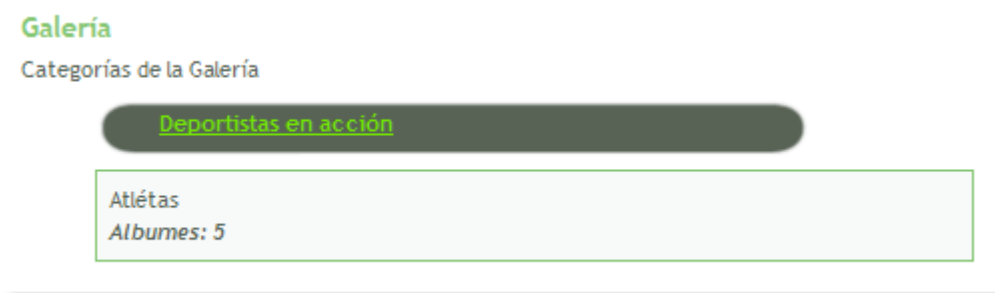 Galería
Categorías de la Galería
Deportistas en acción
Atlétas
Albumes: 5